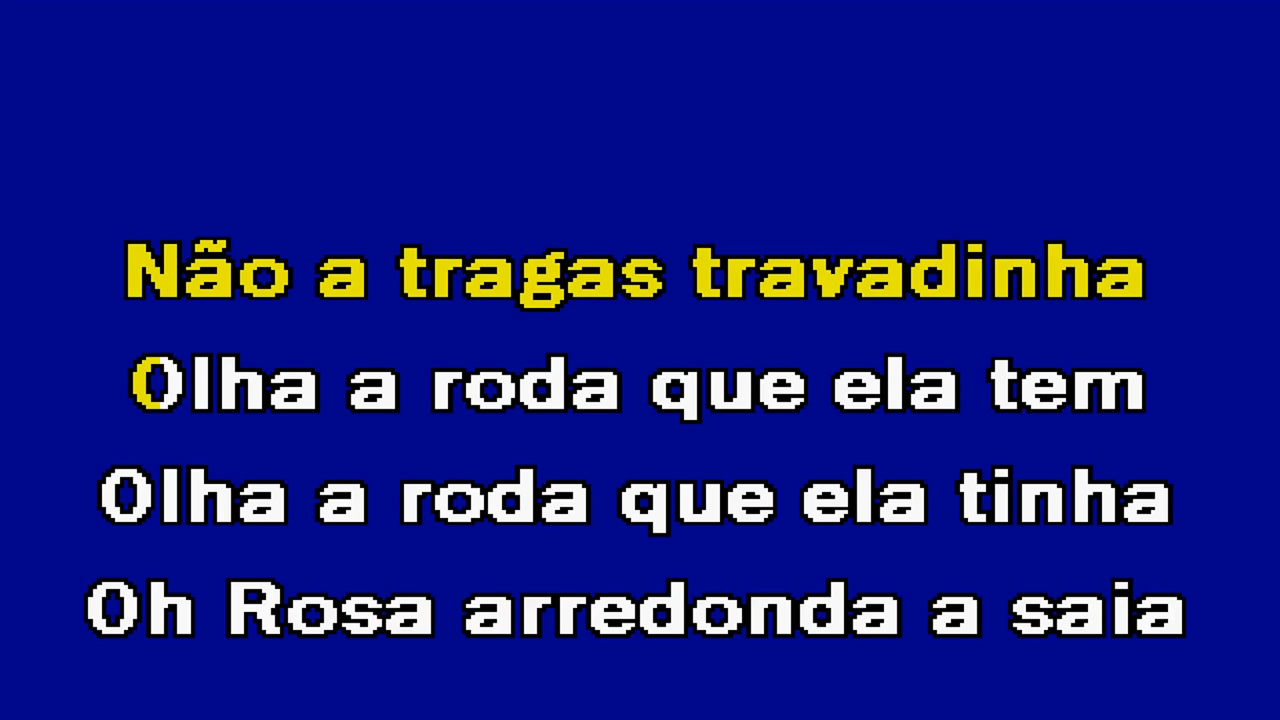 Não a tragas travadinha
Olha a roda que ela tem
Olha a roda que ela tinha
Oh Rosa arredonda a saia